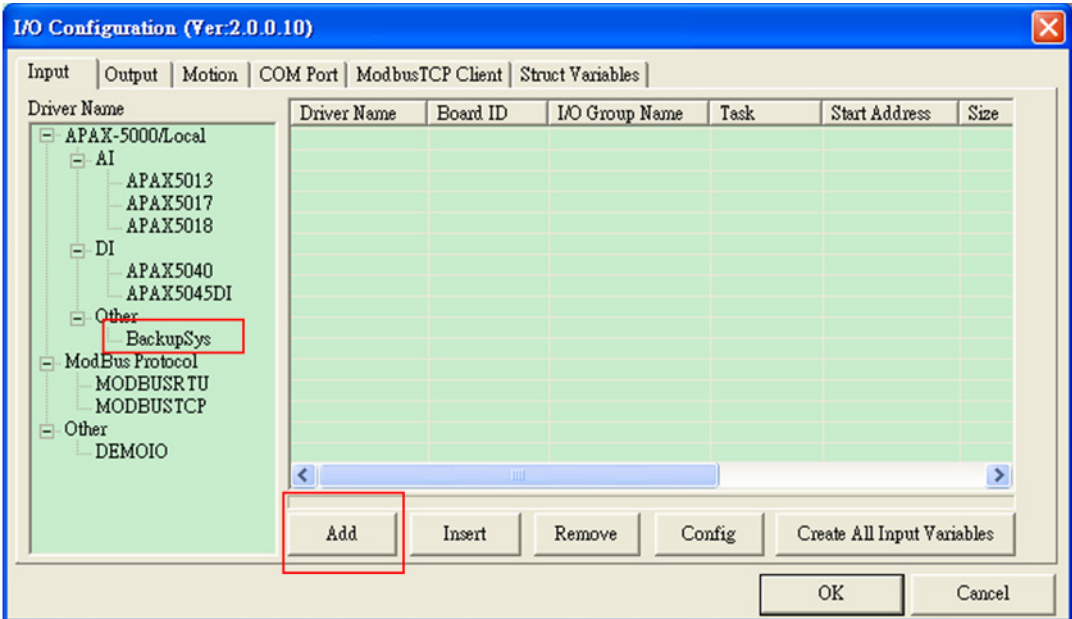 I/O Configuration (Ver:2.0.0.10)
Input Output Motion COM Port ModbusTCP Client Struct Variables
Driver Name
Driver Name Board ID I/O Group Name Task Start Address Size
APAX-5000/Local
AI
APAX5013
APAX5017
APAX5018
DI
APAX5040
APAX5045DI
Other
BackupSys
ModBus Protocol
MODBUSRTU
MODBUSTCP
Other
DEMOIO
Add Insert Remove Config Create All Input Variables
OK Cancel